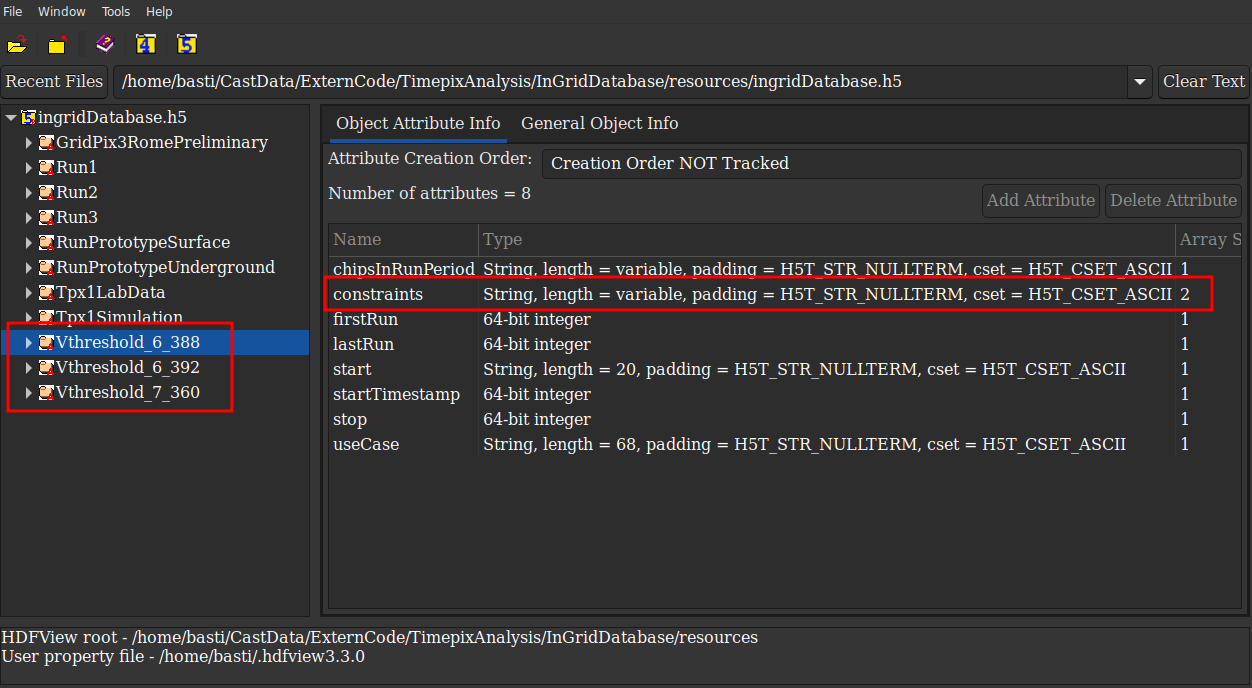 File Window Tools Help
4 5
Recent Files /home/basti/CastData/ExternCode/TimepixAnalysis/InGridDatabase/resources/ingridDatabase.h5 Clear Text
5 ingridDatabase.h5
GridPix3RomePreliminary
Run1
Run2
Run3
RunPrototypeSurface
RunPrototypeUnderground
Tpx1LabData
Tpx1Simulation
Vthreshold_6_388
Vthreshold_6_392
Vthreshold_7_360
Object Attribute Info General Object Info
Attribute Creation Order: Creation Order NOT Tracked
Number of attributes = 8
Add Attribute Delete Attribute
Name Type Array S
chipsInRunPeriod String, length = variable, padding = H5T_STR_NULLTERM, cset = H5T_CSET_ASCII 1
constraints String, length = variable, padding = H5T_STR_NULLTERM, cset = H5T_CSET_ASCII 2
firstRun 64-bit integer 1
lastRun 64-bit integer 1
start String, length = 20, padding = H5T_STR_NULLTERM, cset = H5T_CSET_ASCII 1
startTimestamp 64-bit integer 1
stop 64-bit integer 1
useCase String, length = 68, padding = H5T_STR_NULLTERM, cset = H5T_CSET_ASCII 1
HDFView root - /home/basti/CastData/ExternCode/TimepixAnalysis/InGridDatabase/resources
User property file - /home/basti/.hdfview3.3.0